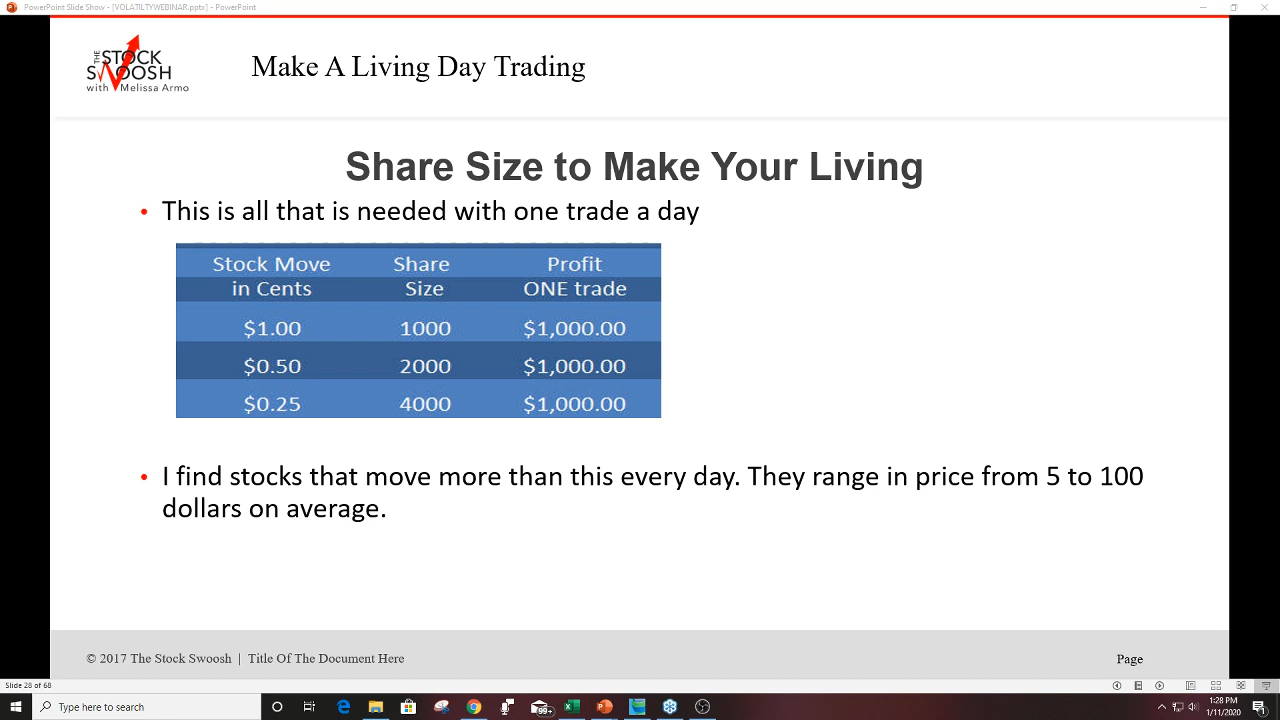 PowerPoint Slide Show - [VOLATILTYWEBINAR.pptx] - PowerPoint
THE STOCK
SWOOSH
with Melissa Armo
Make A Living Day Trading
Share Size to Make Your Living
• This is all that is needed with one trade a day
Stock Move Share Profit
in Cents Size ONE trade
$1.00 1000 $1,000.00
$0.50 2000 $1,000.00
$0.25 4000 $1,000.00
• I find stocks that move more than this every day. They range in price from 5 to 100
dollars on average.
© 2017 The Stock Swoosh | Title Of The Document Here
Page
Slide 28 of 68
Type here to search
99+
1:28 PM
1/11/2020
1